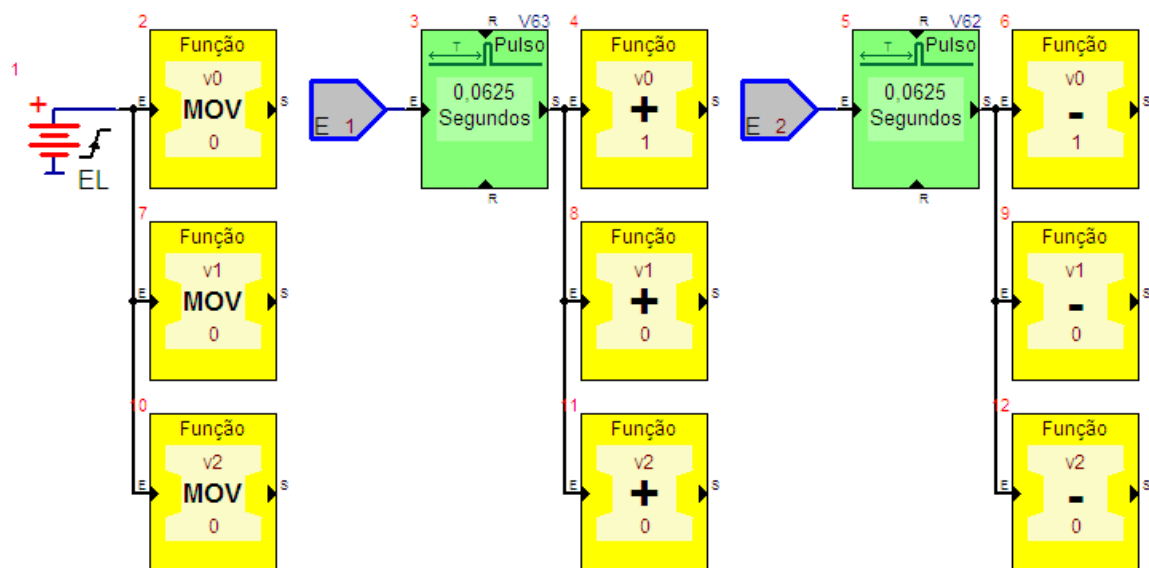 1
+
EL
2
Função
E
v0
MOV
0
S
E 1
3
R
V63
T
Pulso
E
0,0625
Segundos
S
R
4
Função
E
v0
+
1
S
E 2
5
R
V62
T
Pulso
E
0,0625
Segundos
S
R
6
Função
E
v0
-
1
S
7
Função
E
v1
MOV
0
S
8
Função
E
v1
+
0
S
9
Função
E
v1
-
0
S
10
Função
E
v2
MOV
0
S
11
Função
E
v2
+
0
S
12
Função
E
v2
-
0
S